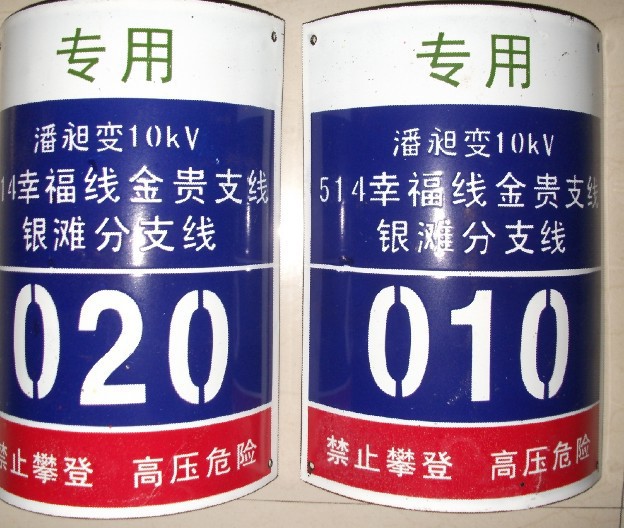 专用
潘昶变10kV
14幸福线金贵支线
银滩分支线
020
禁止攀登 高压危险
专用
潘昶变10kV
514幸福线金贵支线
银滩分支线
010
禁止攀登 高压危险